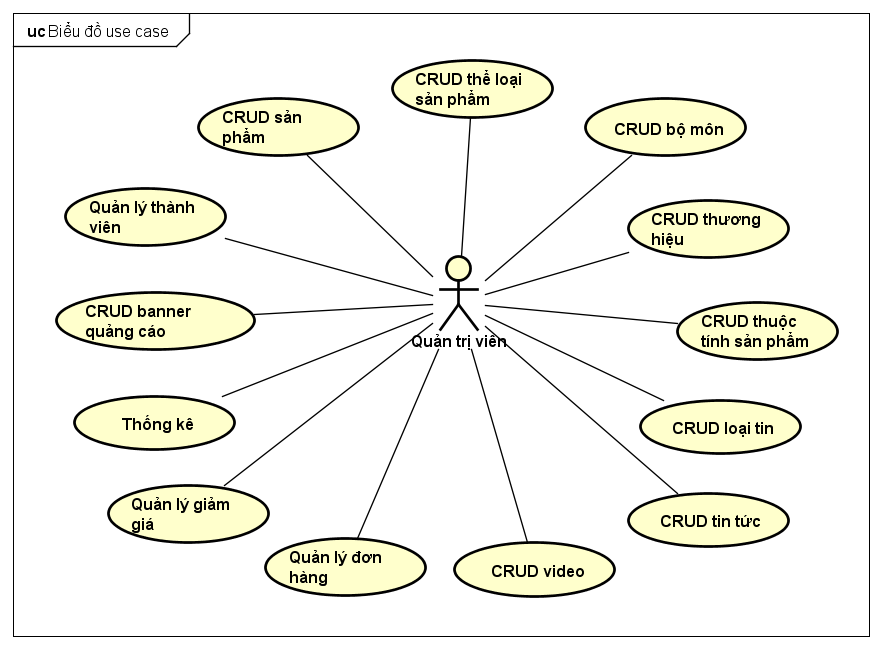 uc Biểu đồ use case
CRUD thể loại
sản phẩm
CRUD sản
phẩm
CRUD bộ môn
Quản lý thành
viên
CRUD thương
hiệu
CRUD banner
quảng cáo
CRUD thuộc
tính sản phẩm
Quản trị viên
Thống kê
CRUD loại tin
Quản lý giảm
giá
CRUD tin tức
Quản lý đơn
hàng
CRUD video